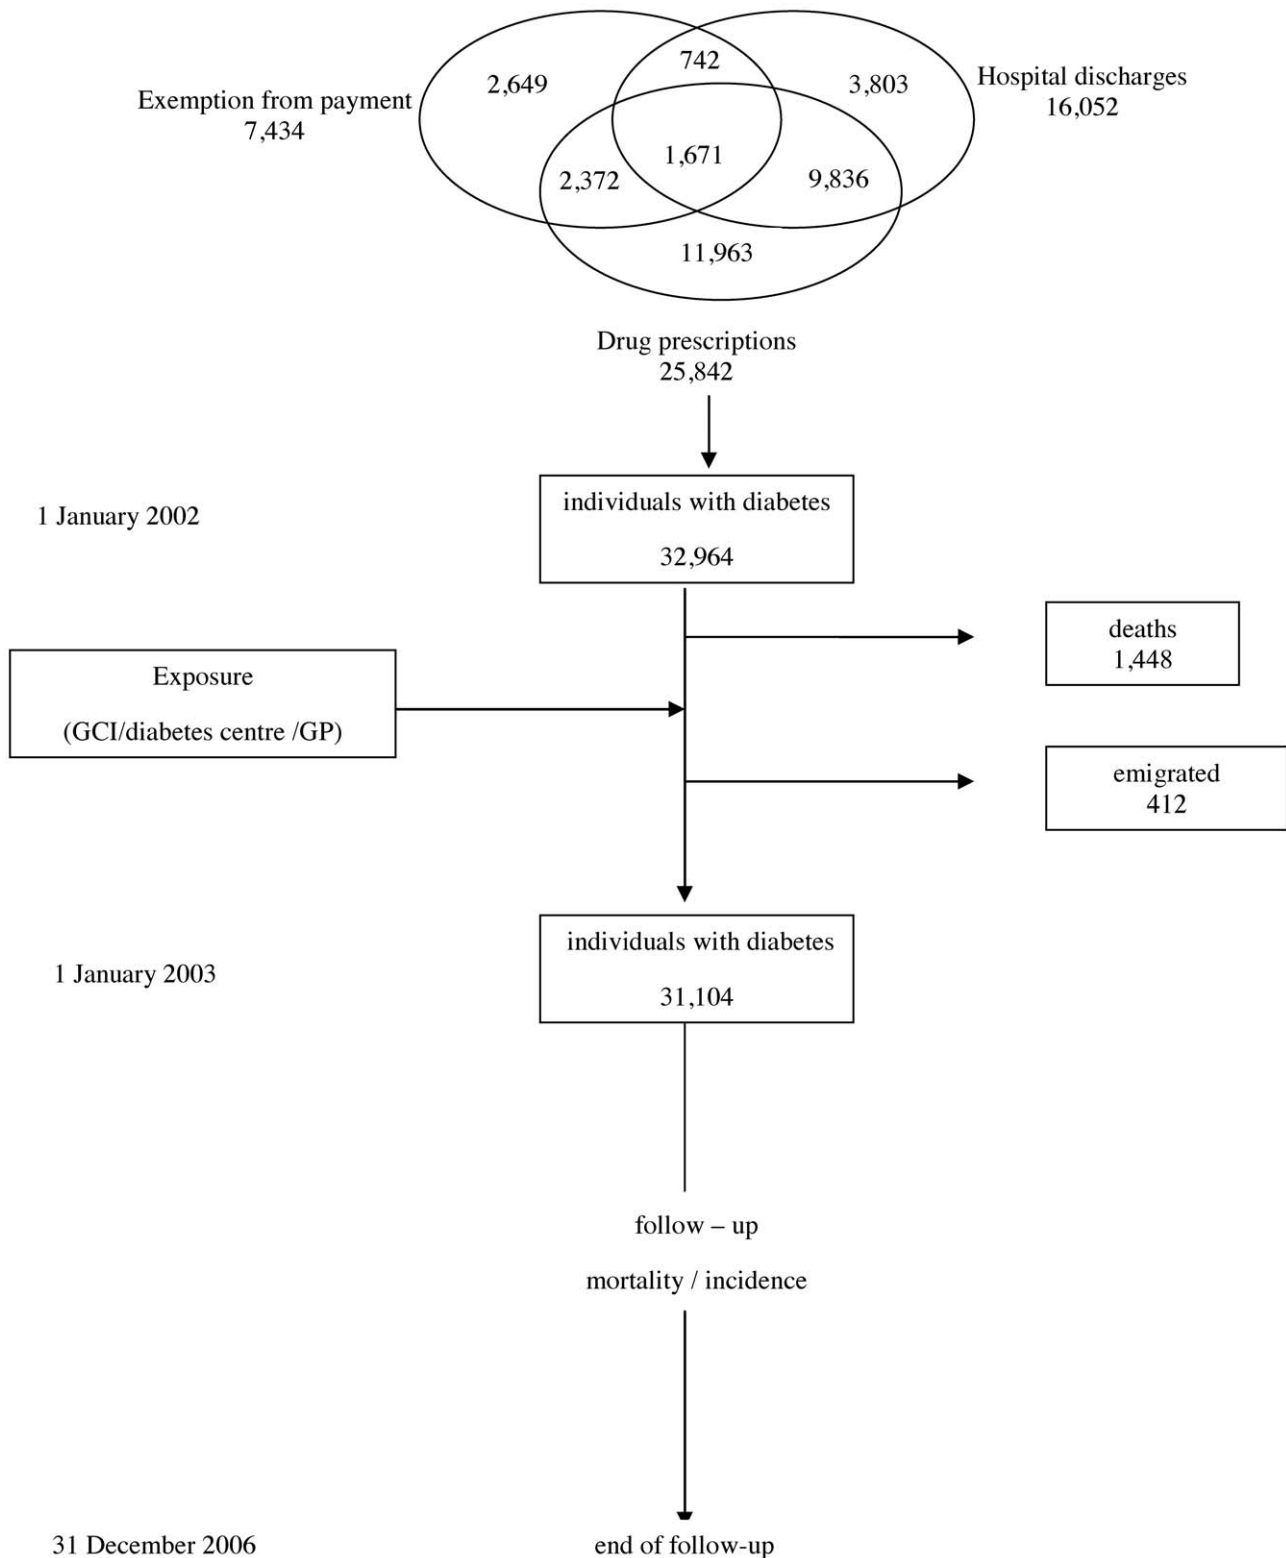 742
2,649
3,803
Exemption from payment
7,434
Hospital discharges
16,052
1,671
2,372
9,836
11,963
Drug prescriptions
25,842
1 January 2002
individuals with diabetes
32,964
deaths
1,448
Exposure
(GCI/diabetes centre /GP)
emigrated
412
1 January 2003
individuals with diabetes
31,104
follow – up
mortality / incidence
31 December 2006
end of follow-up